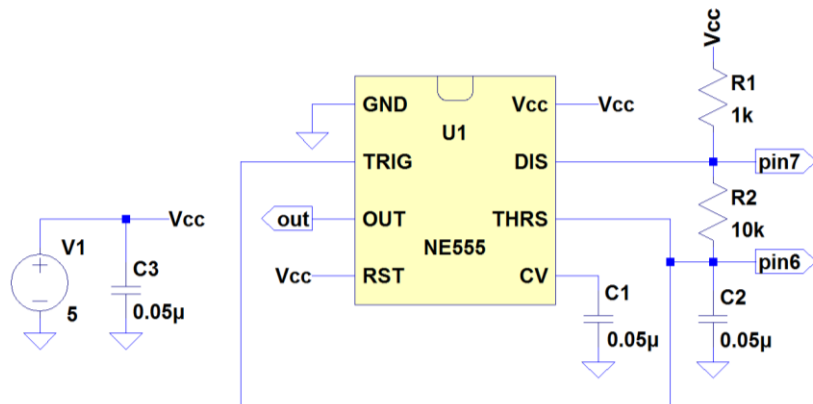 Vcc
R1
1k
GND
Vcc
Vcc
U1
TRIG
DIS
pin7
Vcc
out
OUT
THRS
R2
10k
V1
NE555
pin6
C3
Vcc
RST
CV
C1
C2
5
0.05µ
0.05µ
0.05µ